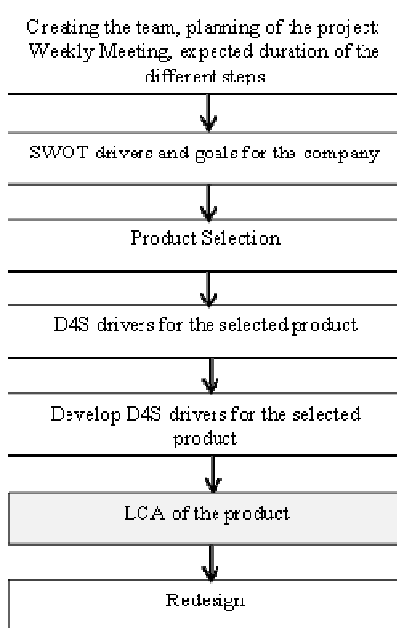 Creating the team, planning of the project:
Weekly Meeting, expected duration of the
different steps
SWOT drivers and goals for the company
Product Selection
D4S drivers for the selected product
Develop D4S drivers for the selected
product
LCA of the product
Redesign